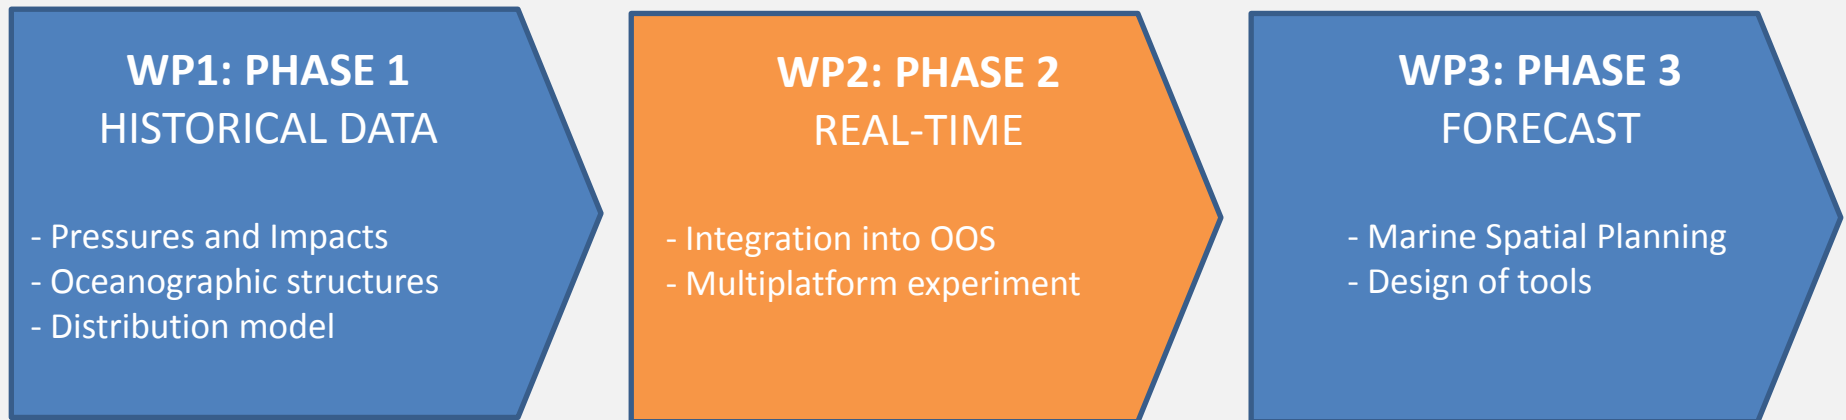 WP1: PHASE 1
HISTORICAL DATA
- Pressures and Impacts
- Oceanographic structures
- Distribution model
WP2: PHASE 2
REAL-TIME
- Integration into OOS
- Multiplatform experiment
WP3: PHASE 3
FORECAST
- Marine Spatial Planning
- Design of tools